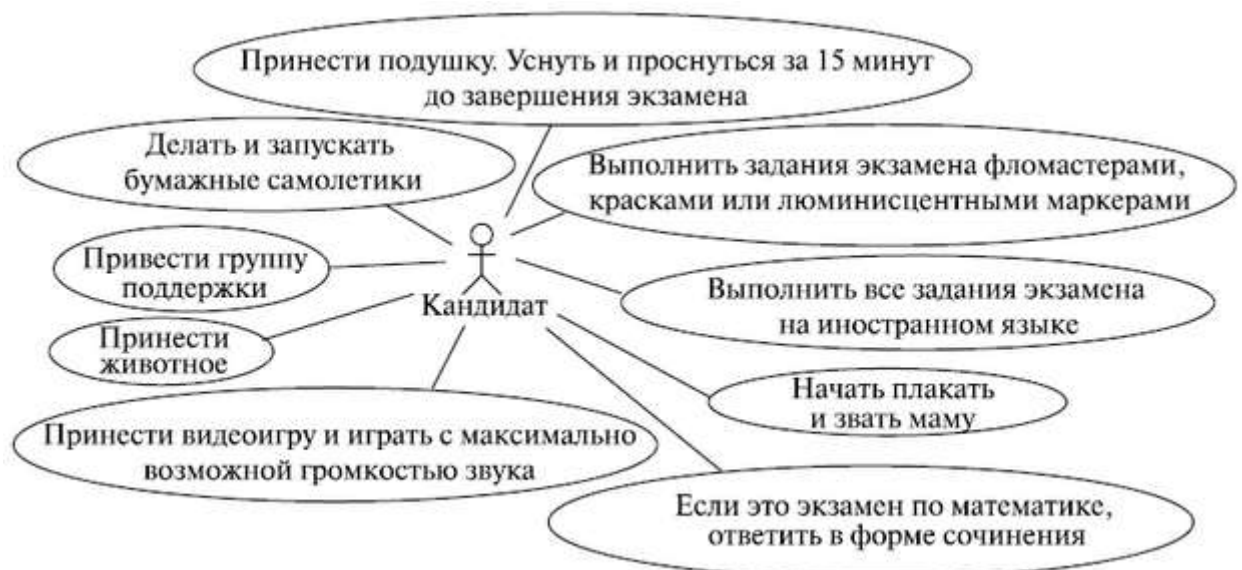 Принести подушку. Уснуть и проснуться за 15 минут
до завершения экзамена
Делать и запускать
бумажные самолетики
Выполнить задания экзамена фломастерами,
красками или люминисцентными маркерами
Привести группу
поддержки
Кандидат
Выполнить все задания экзамена
на иностранном языке
Принести
животное
Начать плакать
и звать маму
Принести видеоигру и играть с максимально
возможной громкостью звука
Если это экзамен по математике,
ответить в форме сочинения